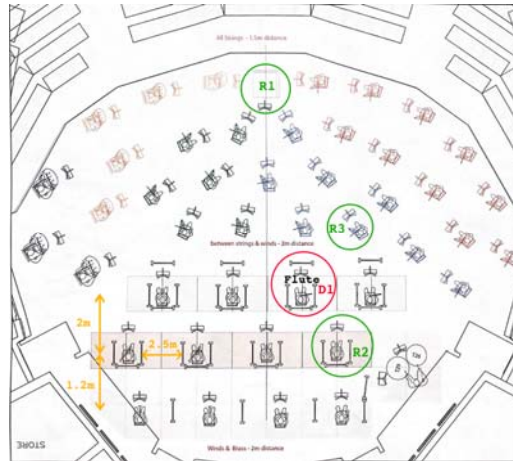 All Strings - 1.5m distance
R1
R3
between strings & winds - 2m distance
Flute
D1
2m
2.5m
R2
1.2m
STORE
Winds & Brass - 2m distance